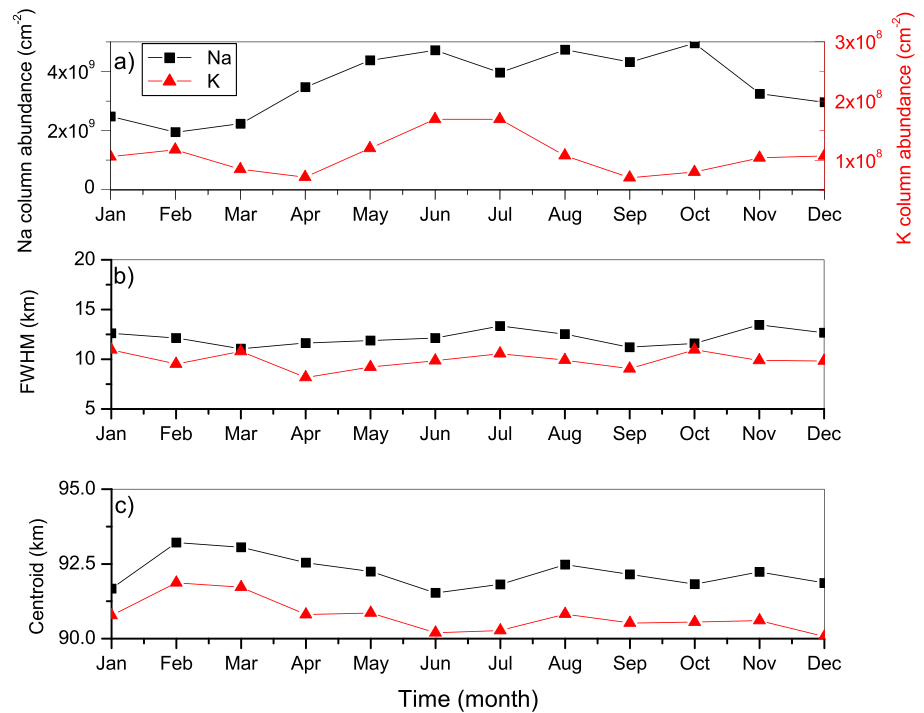 a)
Na
K
Na column abundance (cm-2)
4x10^9
2x10^9
0
K column abundance (cm-2)
3x10^8
2x10^8
1x10^8
Jan Feb Mar Apr May Jun Jul Aug Sep Oct Nov Dec
b)
FWHM (km)
20
15
10
5
Jan Feb Mar Apr May Jun Jul Aug Sep Oct Nov Dec
c)
Centroid (km)
95.0
92.5
90.0
Jan Feb Mar Apr May Jun Jul Aug Sep Oct Nov Dec
Time (month)